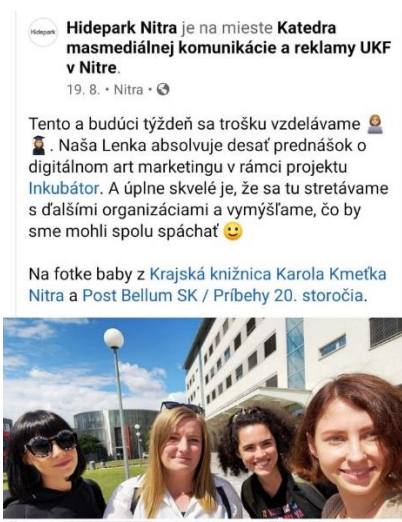 Hidepark
Hidepark Nitra je na mieste Katedra
masmediálnej komunikácie a reklamy UKF
v Nitre.
19. 8. • Nitra •
Tento a budúci týždeň sa trošku vzdelávame 👩🏼‍💻
👩🏽‍🎓. Naša Lenka absolvuje desať prednášok o
digitálnom art marketingu v rámci projektu
Inkubátor. A úplne skvelé je, že sa tu stretávame
s ďalšími organizáciami a vymýšľame, čo by
sme mohli spolu spáchať 🙂
Na fotke baby z Krajská knižnica Karola Kmeťka
Nitra a Post Bellum SK / Príbehy 20. storočia.